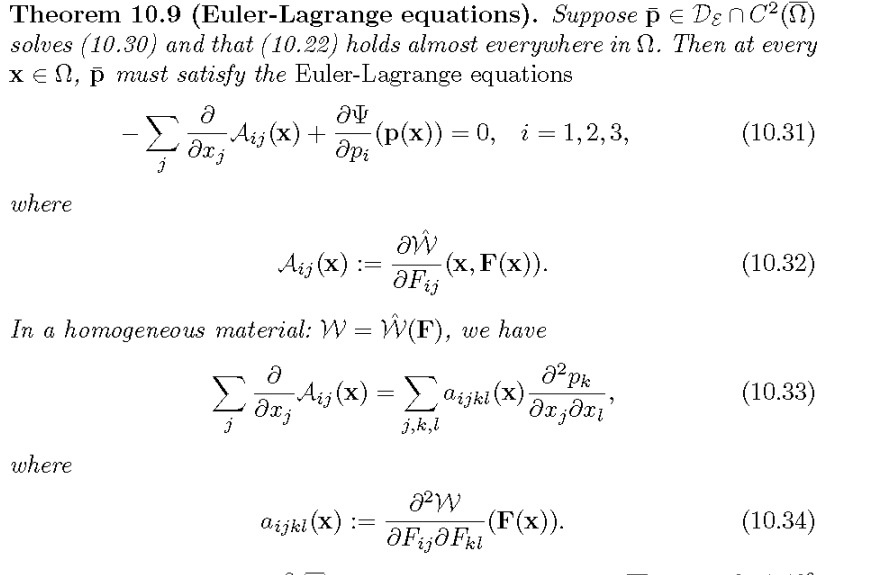 Theorem 10.9 (Euler-Lagrange equations). Suppose p̄ ∈ 𝒟_ℰ ∩ C²(Ω̅)
solves (10.30) and that (10.22) holds almost everywhere in Ω. Then at every
x ∈ Ω, p̄ must satisfy the Euler-Lagrange equations
− ∑_j ∂/∂x_j 𝒜_ij(x) + ∂Ψ/∂p_i (p(x)) = 0, i = 1, 2, 3, (10.31)
where
𝒜_ij(x) := ∂𝒲̂/∂F_ij (x, F(x)). (10.32)
In a homogeneous material: 𝒲 = 𝒲̂(F), we have
∑_j ∂/∂x_j 𝒜_ij(x) = ∑_{j,k,l} a_ijkl(x) ∂²p_k/∂x_j∂x_l, (10.33)
where
a_ijkl(x) := ∂²𝒲/∂F_ij∂F_kl (F(x)). (10.34)